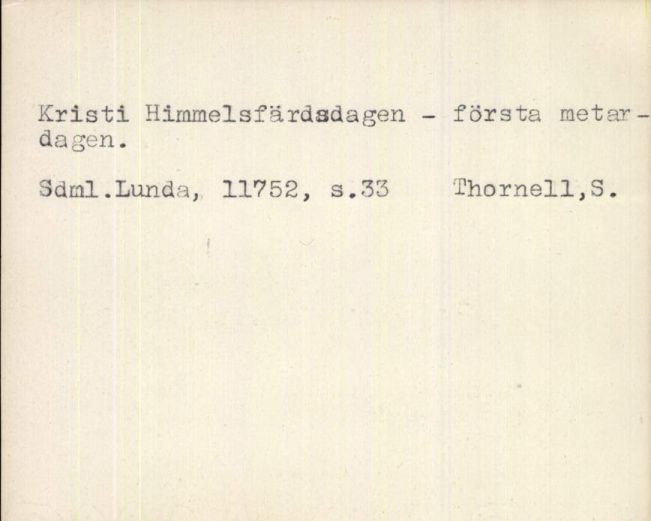 Kristi Himmelsfärdsdagen - första metar-
dagen.
Sdml.Lunda, 11752, s.33 Thornell,S.